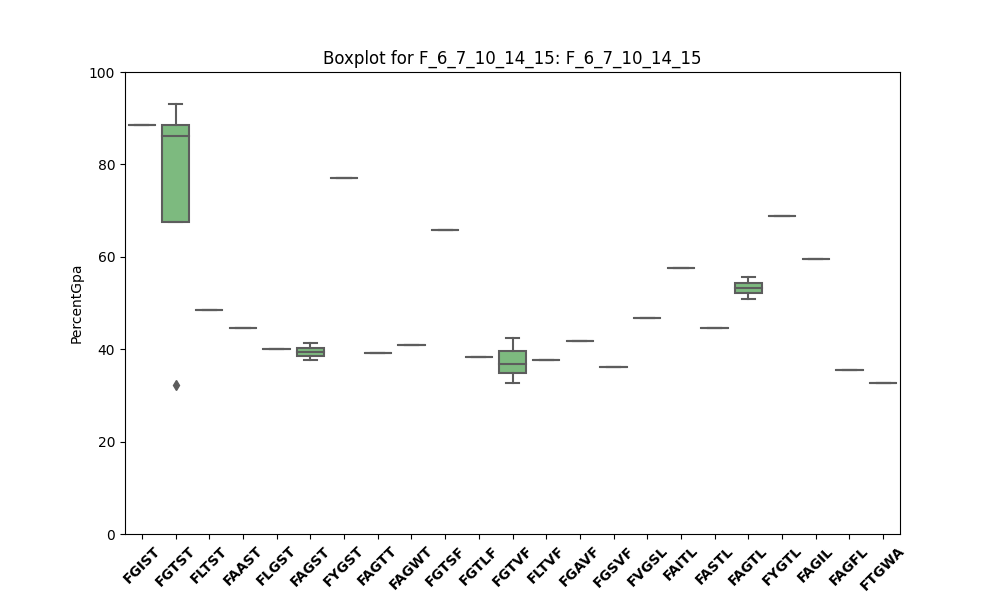 Boxplot for F_6_7_10_14_15: F_6_7_10_14_15
PercentGpa
100
80
60
40
20
0
FGIST
FGTST
FLTST
FAAST
FLGST
FAGST
FYGST
FAGTT
FAGWT
FGTSF
FGTLF
FGTVF
FLTVF
FGAVF
FGSVF
FVGSL
FAITL
FASTL
FAGTL
FYGTL
FAGIL
FAGFL
FTGWA